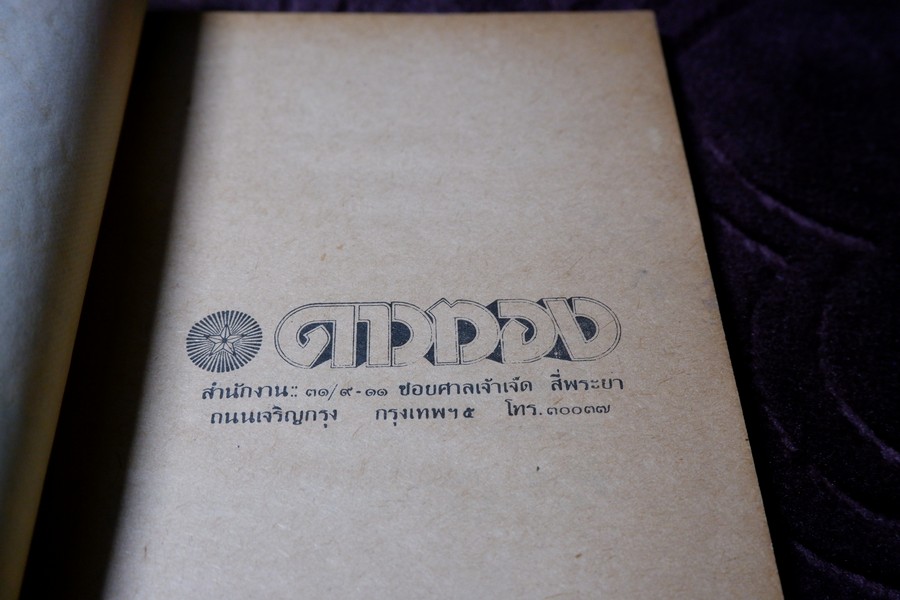 ดาวทอง
สำนักงาน:: ๓๑/๙-๑๑ ซอยศาลเจ้าเจ็ด สี่พระยา
ถนนเจริญกรุง กรุงเทพฯ ๕ โทร. ๓๐๐๓๗